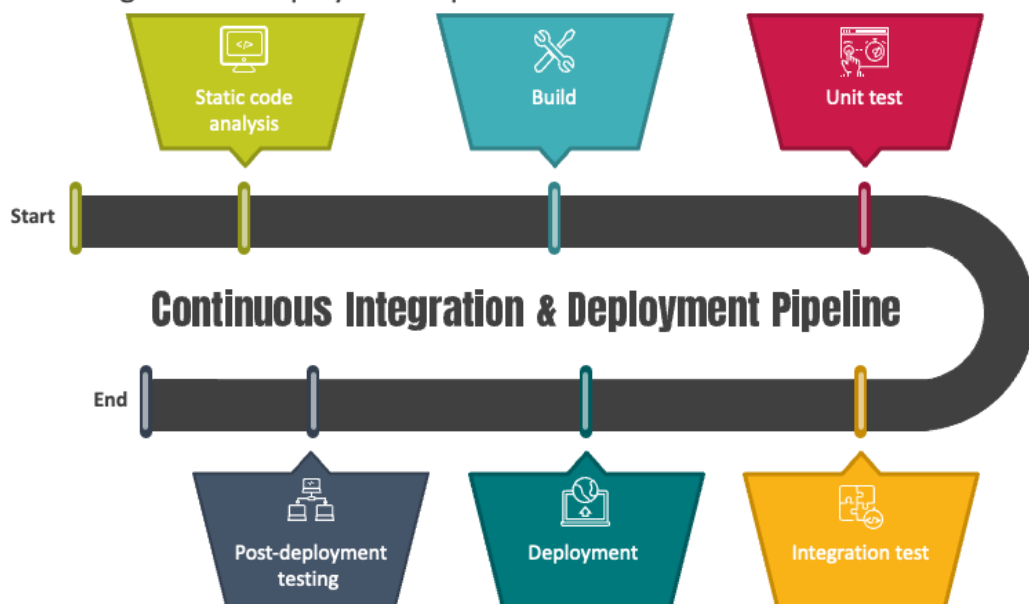 Static code
analysis
Build
Unit test
Start
Continuous Integration & Deployment Pipeline
End
Post-deployment
testing
Deployment
Integration test